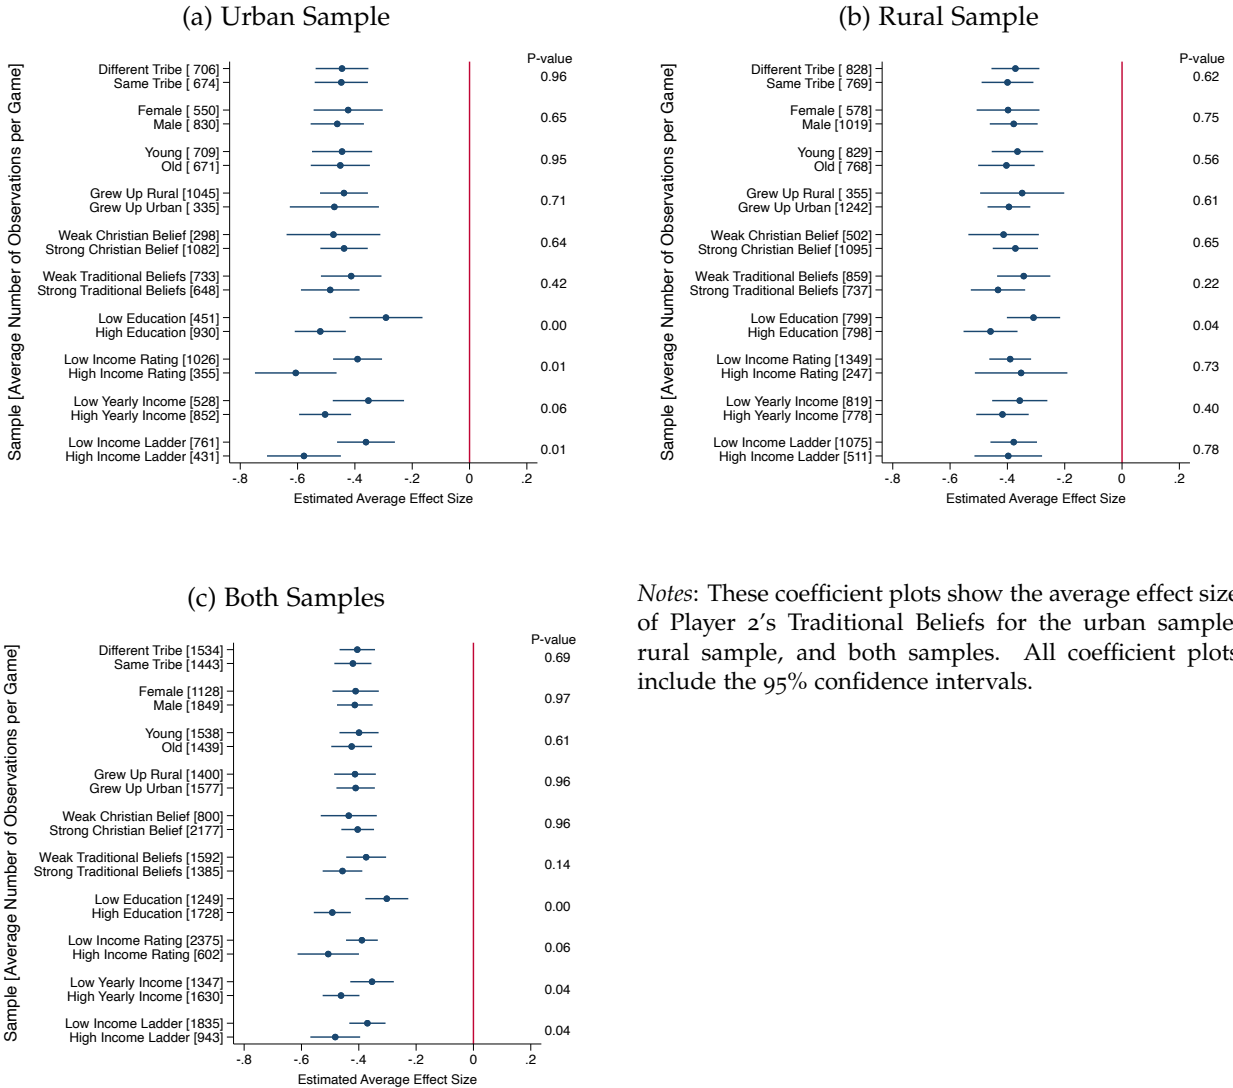 (a) Urban Sample
P-value
Sample [Average Number of Observations per Game]
Different Tribe [ 706]
Same Tribe [ 674]
0.96
Female [ 550]
Male [ 830]
0.65
Young [ 709]
Old [ 671]
0.95
Grew Up Rural [1045]
Grew Up Urban [ 335]
0.71
Weak Christian Belief [298]
Strong Christian Belief [1082]
0.64
Weak Traditional Beliefs [733]
Strong Traditional Beliefs [648]
0.42
Low Education [451]
High Education [930]
0.00
Low Income Rating [1026]
High Income Rating [355]
0.01
Low Yearly Income [528]
High Yearly Income [852]
0.06
Low Income Ladder [761]
High Income Ladder [431]
0.01
-.8 -.6 -.4 -.2 0 .2
Estimated Average Effect Size
(b) Rural Sample
P-value
Sample [Average Number of Observations per Game]
Different Tribe [ 828]
Same Tribe [ 769]
0.62
Female [ 578]
Male [1019]
0.75
Young [ 829]
Old [ 768]
0.56
Grew Up Rural [ 355]
Grew Up Urban [1242]
0.61
Weak Christian Belief [502]
Strong Christian Belief [1095]
0.65
Weak Traditional Beliefs [859]
Strong Traditional Beliefs [737]
0.22
Low Education [799]
High Education [798]
0.04
Low Income Rating [1349]
High Income Rating [247]
0.73
Low Yearly Income [819]
High Yearly Income [778]
0.40
Low Income Ladder [1075]
High Income Ladder [511]
0.78
-.8 -.6 -.4 -.2 0 .2
Estimated Average Effect Size
(c) Both Samples
P-value
Sample [Average Number of Observations per Game]
Different Tribe [1534]
Same Tribe [1443]
0.69
Female [1128]
Male [1849]
0.97
Young [1538]
Old [1439]
0.61
Grew Up Rural [1400]
Grew Up Urban [1577]
0.96
Weak Christian Belief [800]
Strong Christian Belief [2177]
0.96
Weak Traditional Beliefs [1592]
Strong Traditional Beliefs [1385]
0.14
Low Education [1249]
High Education [1728]
0.00
Low Income Rating [2375]
High Income Rating [602]
0.06
Low Yearly Income [1347]
High Yearly Income [1630]
0.04
Low Income Ladder [1835]
High Income Ladder [943]
0.04
-.8 -.6 -.4 -.2 0 .2
Estimated Average Effect Size
Notes: These coefficient plots show the average effect size
of Player 2's Traditional Beliefs for the urban sample
rural sample, and both samples. All coefficient plots
include the 95% confidence intervals.